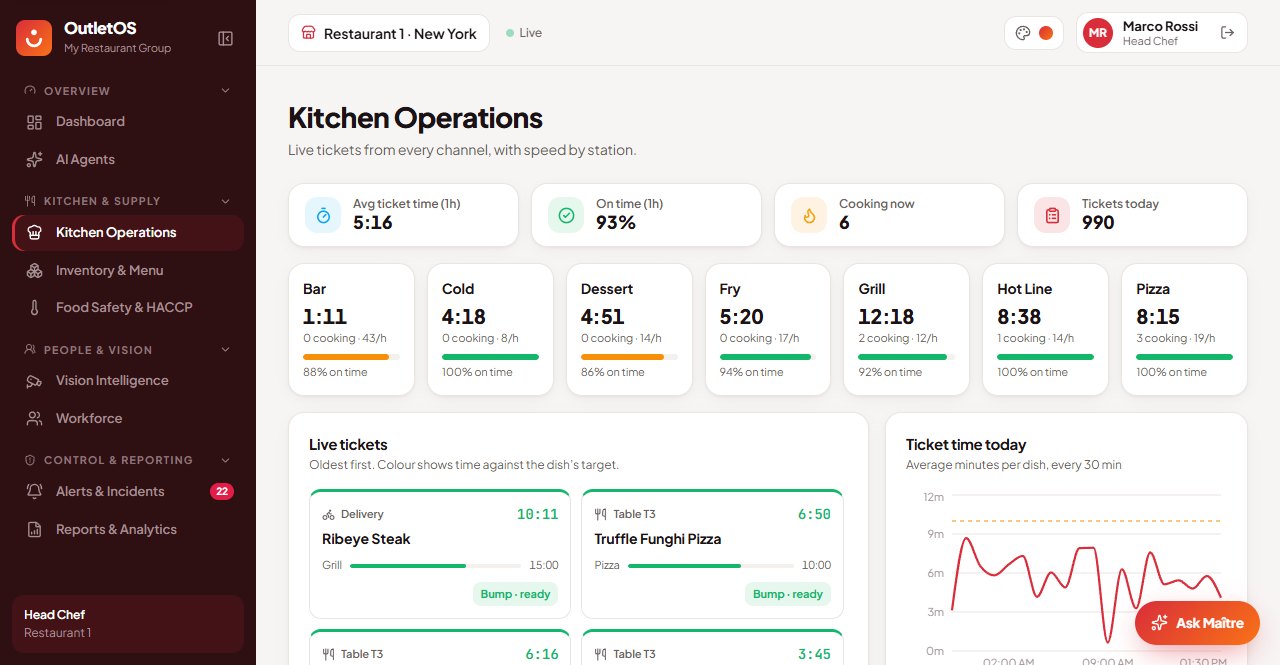 OutletOS
My Restaurant Group
OVERVIEW
Dashboard
AI Agents
KITCHEN & SUPPLY
Kitchen Operations
Inventory & Menu
Food Safety & HACCP
PEOPLE & VISION
Vision Intelligence
Workforce
CONTROL & REPORTING
Alerts & Incidents 22
Reports & Analytics
Head Chef
Restaurant 1
Restaurant 1 · New York
Live
MR
Marco Rossi
Head Chef
Kitchen Operations
Live tickets from every channel, with speed by station.
Avg ticket time (1h)
5:16
On time (1h)
93%
Cooking now
6
Tickets today
990
Bar
1:11
0 cooking · 43/h
88% on time
Cold
4:18
0 cooking · 8/h
100% on time
Dessert
4:51
0 cooking · 14/h
86% on time
Fry
5:20
0 cooking · 17/h
94% on time
Grill
12:18
2 cooking · 12/h
92% on time
Hot Line
8:38
1 cooking · 14/h
100% on time
Pizza
8:15
3 cooking · 19/h
100% on time
Live tickets
Oldest first. Colour shows time against the dish's target.
Delivery 10:11
Ribeye Steak
Grill 15:00
Bump · ready
Table T3 6:50
Truffle Funghi Pizza
Pizza 10:00
Bump · ready
Table T3 6:16
Table T3 3:45
Ticket time today
Average minutes per dish, every 30 min
12m
9m
6m
3m
0m
02:00 AM 09:00 AM 01:30 PM
Ask Maître